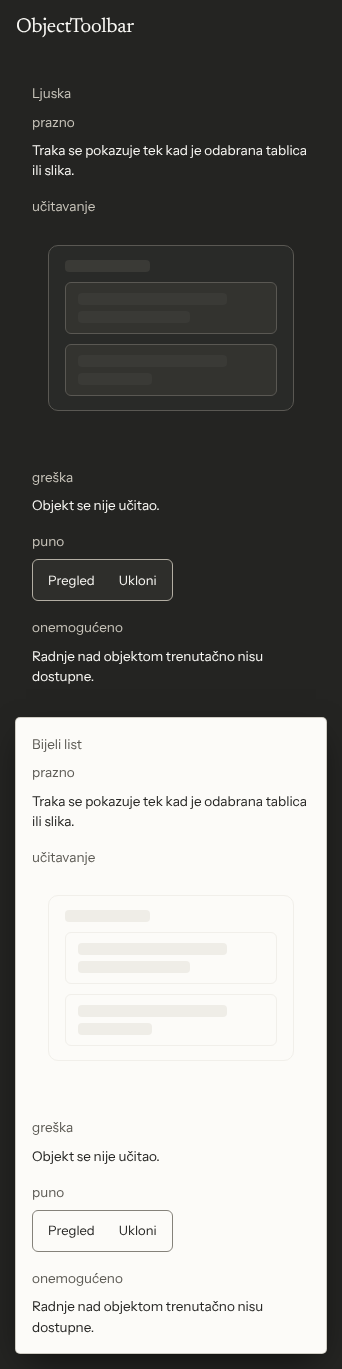 ObjectToolbar
Ljuska
prazno
Traka se pokazuje tek kad je odabrana tablica
ili slika.
učitavanje
greška
Objekt se nije učitao.
puno
Pregled Ukloni
onemogućeno
Radnje nad objektom trenutačno nisu
dostupne.
Bijeli list
prazno
Traka se pokazuje tek kad je odabrana tablica
ili slika.
učitavanje
greška
Objekt se nije učitao.
puno
Pregled Ukloni
onemogućeno
Radnje nad objektom trenutačno nisu
dostupne.